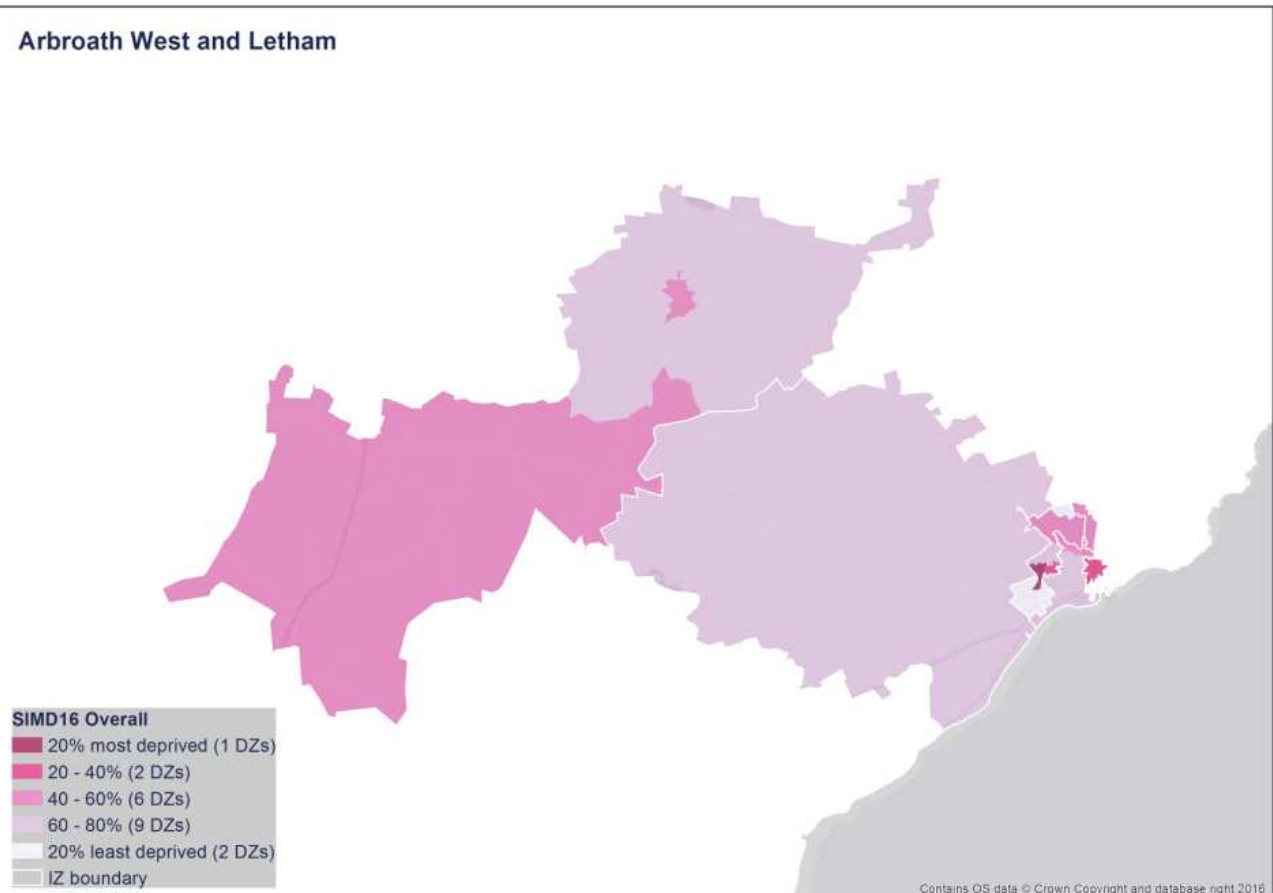 Arbroath West and Letham
SIMD16 Overall
20% most deprived (1 DZs)
20 - 40% (2 DZs)
40 - 60% (6 DZs)
60 - 80% (9 DZs)
20% least deprived (2 DZs)
IZ boundary
Contains OS data © Crown Copyright and database right 2016